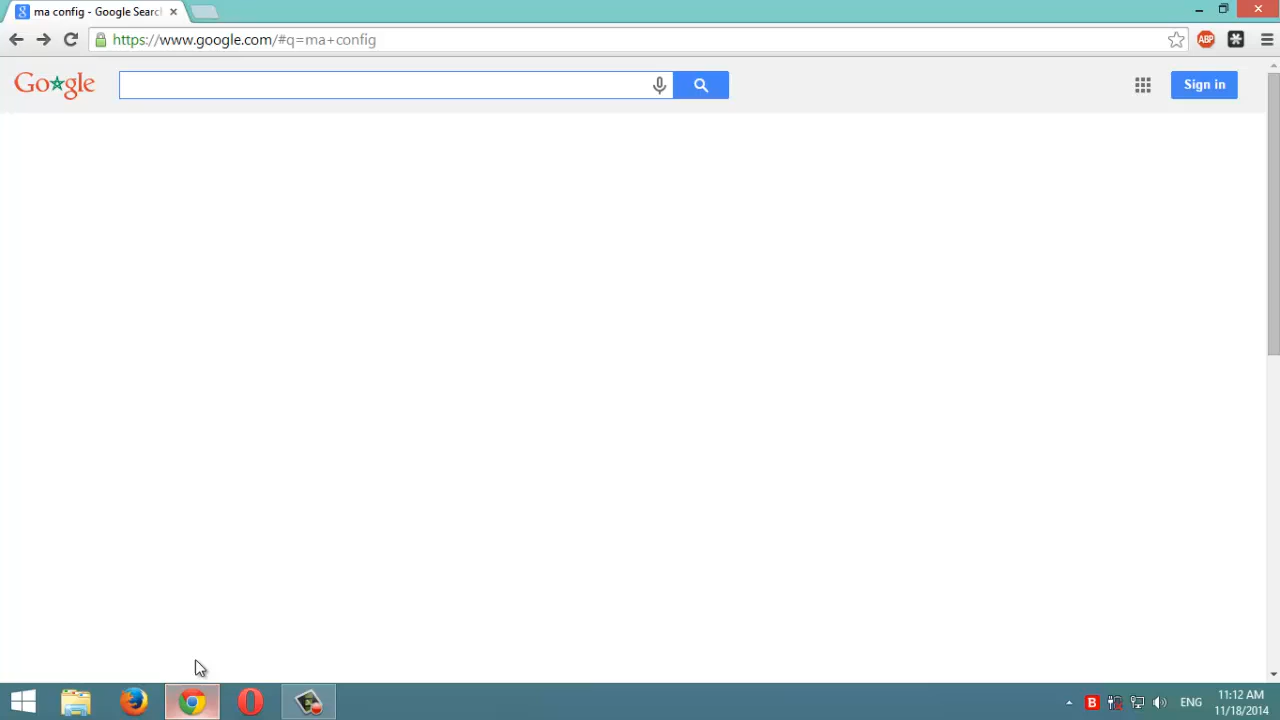 ma config - Google Searc
https://www.google.com/#q=ma+config
ABP
Google
Sign in
B
ENG
11:12 AM
11/18/2014